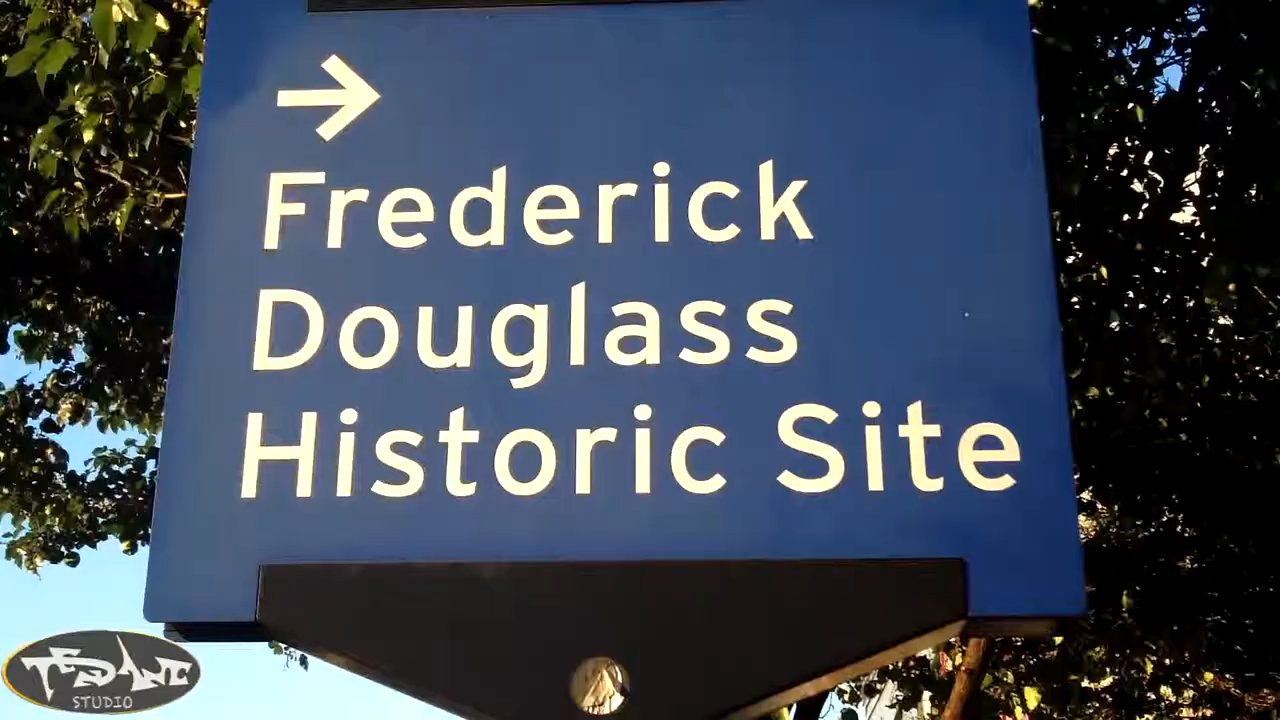 →
Frederick
Douglass
Historic Site
STUDIO